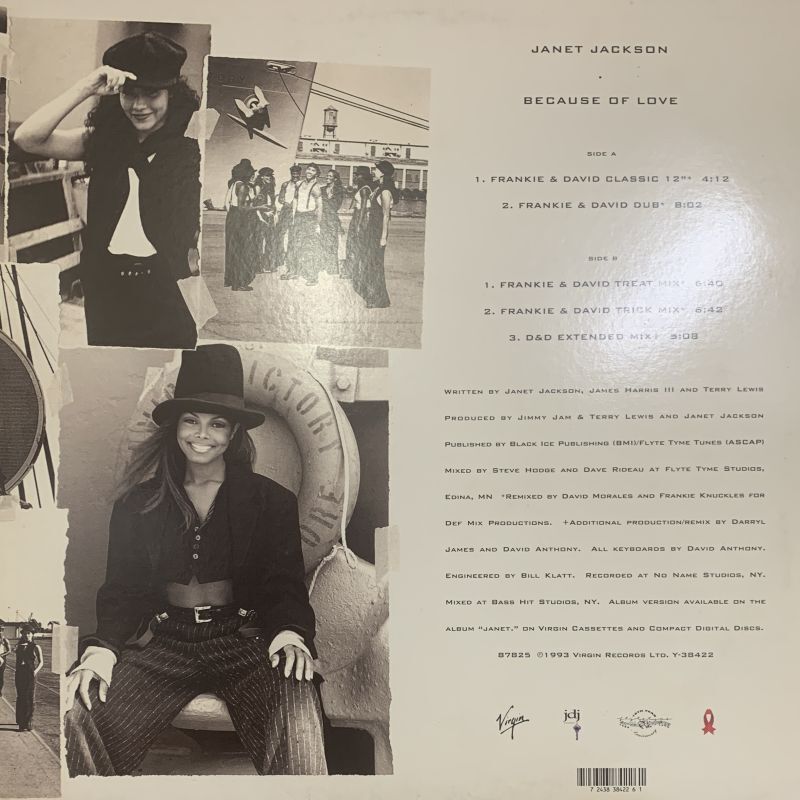 JANET JACKSON
BECAUSE OF LOVE
SIDE A
1. FRANKIE & DAVID CLASSIC 12"* 4:12
2. FRANKIE & DAVID DUB* 8:02
SIDE B
1. FRANKIE & DAVID TREAT MIX* 6:40
2. FRANKIE & DAVID TRICK MIX* 6:42
3. D&D EXTENDED MIX+ 5:08
WRITTEN BY JANET JACKSON, JAMES HARRIS III AND TERRY LEWIS
PRODUCED BY JIMMY JAM & TERRY LEWIS AND JANET JACKSON
PUBLISHED BY BLACK ICE PUBLISHING (BMI)/FLYTE TYME TUNES (ASCAP)
MIXED BY STEVE HODGE AND DAVE RIDEAU AT FLYTE TYME STUDIOS,
EDINA, MN *REMIXED BY DAVID MORALES AND FRANKIE KNUCKLES FOR
DEF MIX PRODUCTIONS. +ADDITIONAL PRODUCTION/REMIX BY DARRYL
JAMES AND DAVID ANTHONY. ALL KEYBOARDS BY DAVID ANTHONY.
ENGINEERED BY BILL KLATT. RECORDED AT NO NAME STUDIOS, NY.
MIXED AT BASS HIT STUDIOS, NY. ALBUM VERSION AVAILABLE ON THE
ALBUM "JANET." ON VIRGIN CASSETTES AND COMPACT DIGITAL DISCS.
87825 ©1993 VIRGIN RECORDS LTD. Y-38422
VICTORY
Virgin
jdj
7 2438 38422 6 1